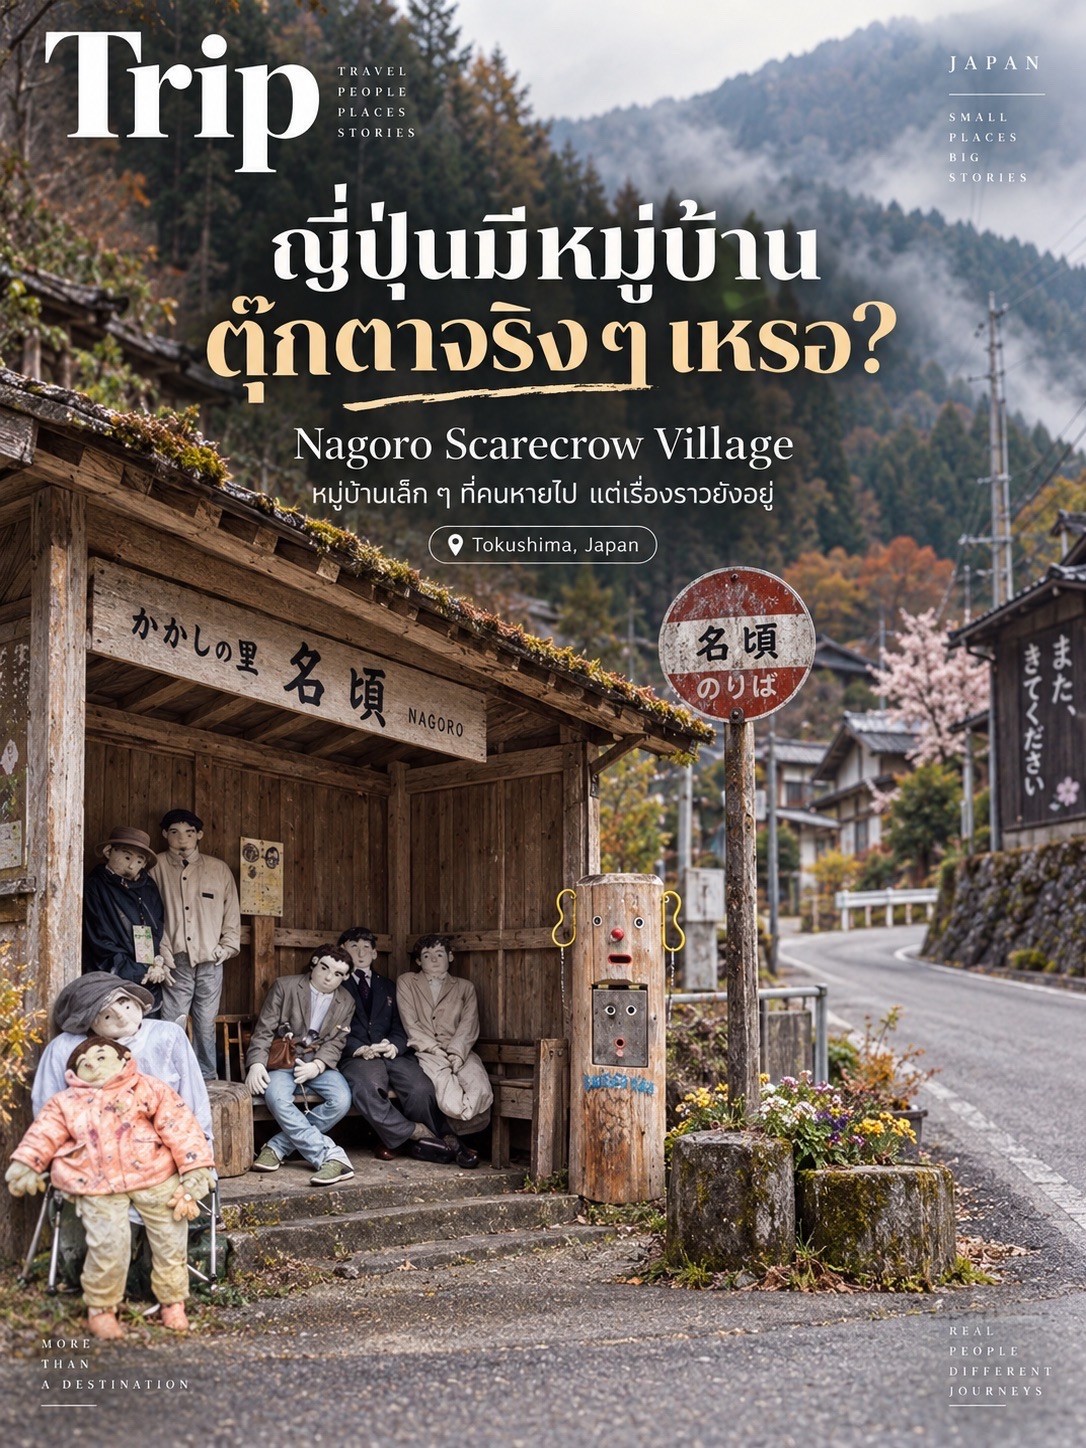 Trip
TRAVEL
PEOPLE
PLACES
STORIES
JAPAN
SMALL
PLACES
BIG
STORIES
ญี่ปุ่นมีหมู่บ้าน
ตุ๊กตาจริง ๆ เหรอ?
Nagoro Scarecrow Village
หมู่บ้านเล็ก ๆ ที่คนหายไป แต่เรื่องราวยังอยู่
Tokushima, Japan
かかしの里 名頃 NAGORO
名頃
のりば
また、
きてください
MORE
THAN
A DESTINATION
REAL
PEOPLE
DIFFERENT
JOURNEYS